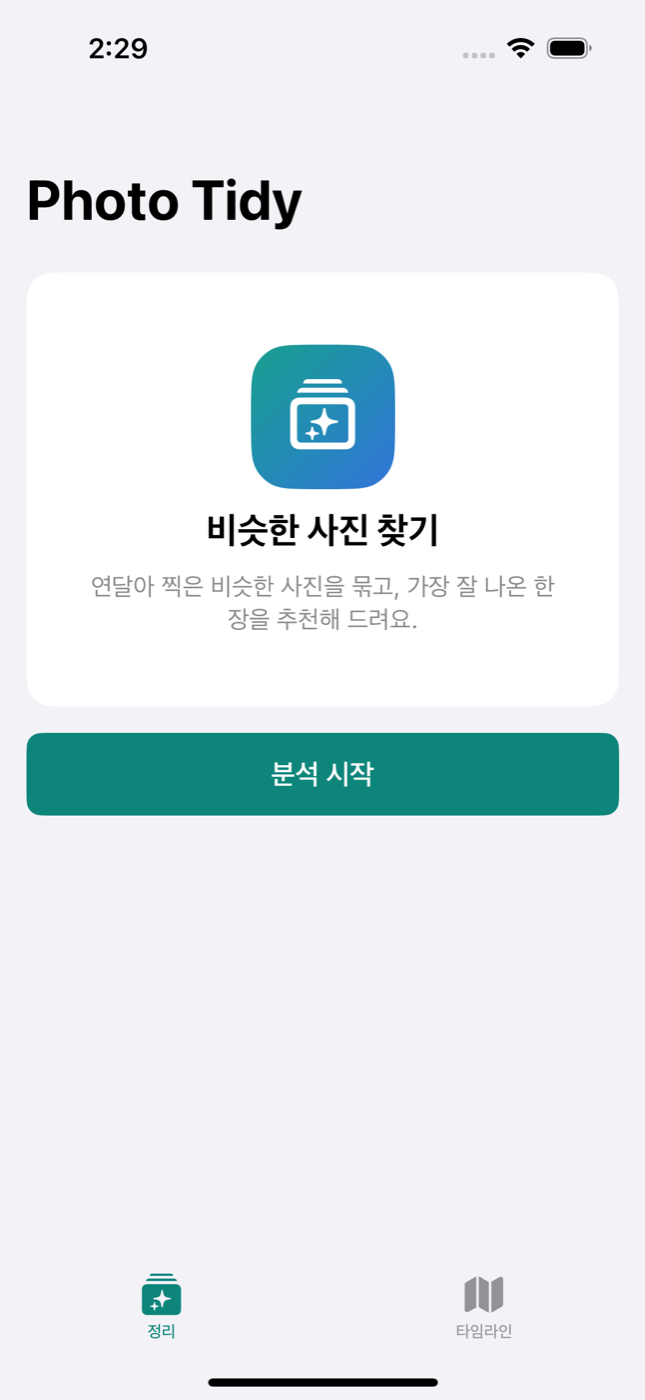 2:29
Photo Tidy
비슷한 사진 찾기
연달아 찍은 비슷한 사진을 묶고, 가장 잘 나온 한
장을 추천해 드려요.
분석 시작
정리
타임라인